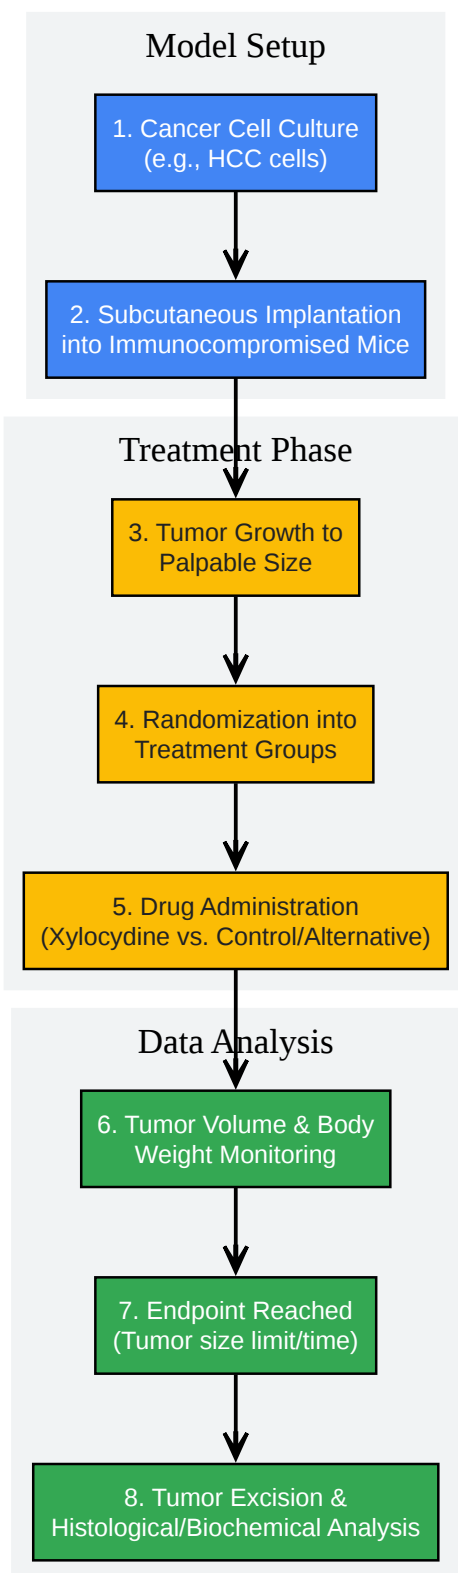 Model Setup
1. Cancer Cell Culture
(e.g., HCC cells)
2. Subcutaneous Implantation
into Immunocompromised Mice
Treatment Phase
3. Tumor Growth to
Palpable Size
4. Randomization into
Treatment Groups
5. Drug Administration
(Xylocydine vs. Control/Alternative)
Data Analysis
6. Tumor Volume & Body
Weight Monitoring
7. Endpoint Reached
(Tumor size limit/time)
8. Tumor Excision &
Histological/Biochemical Analysis